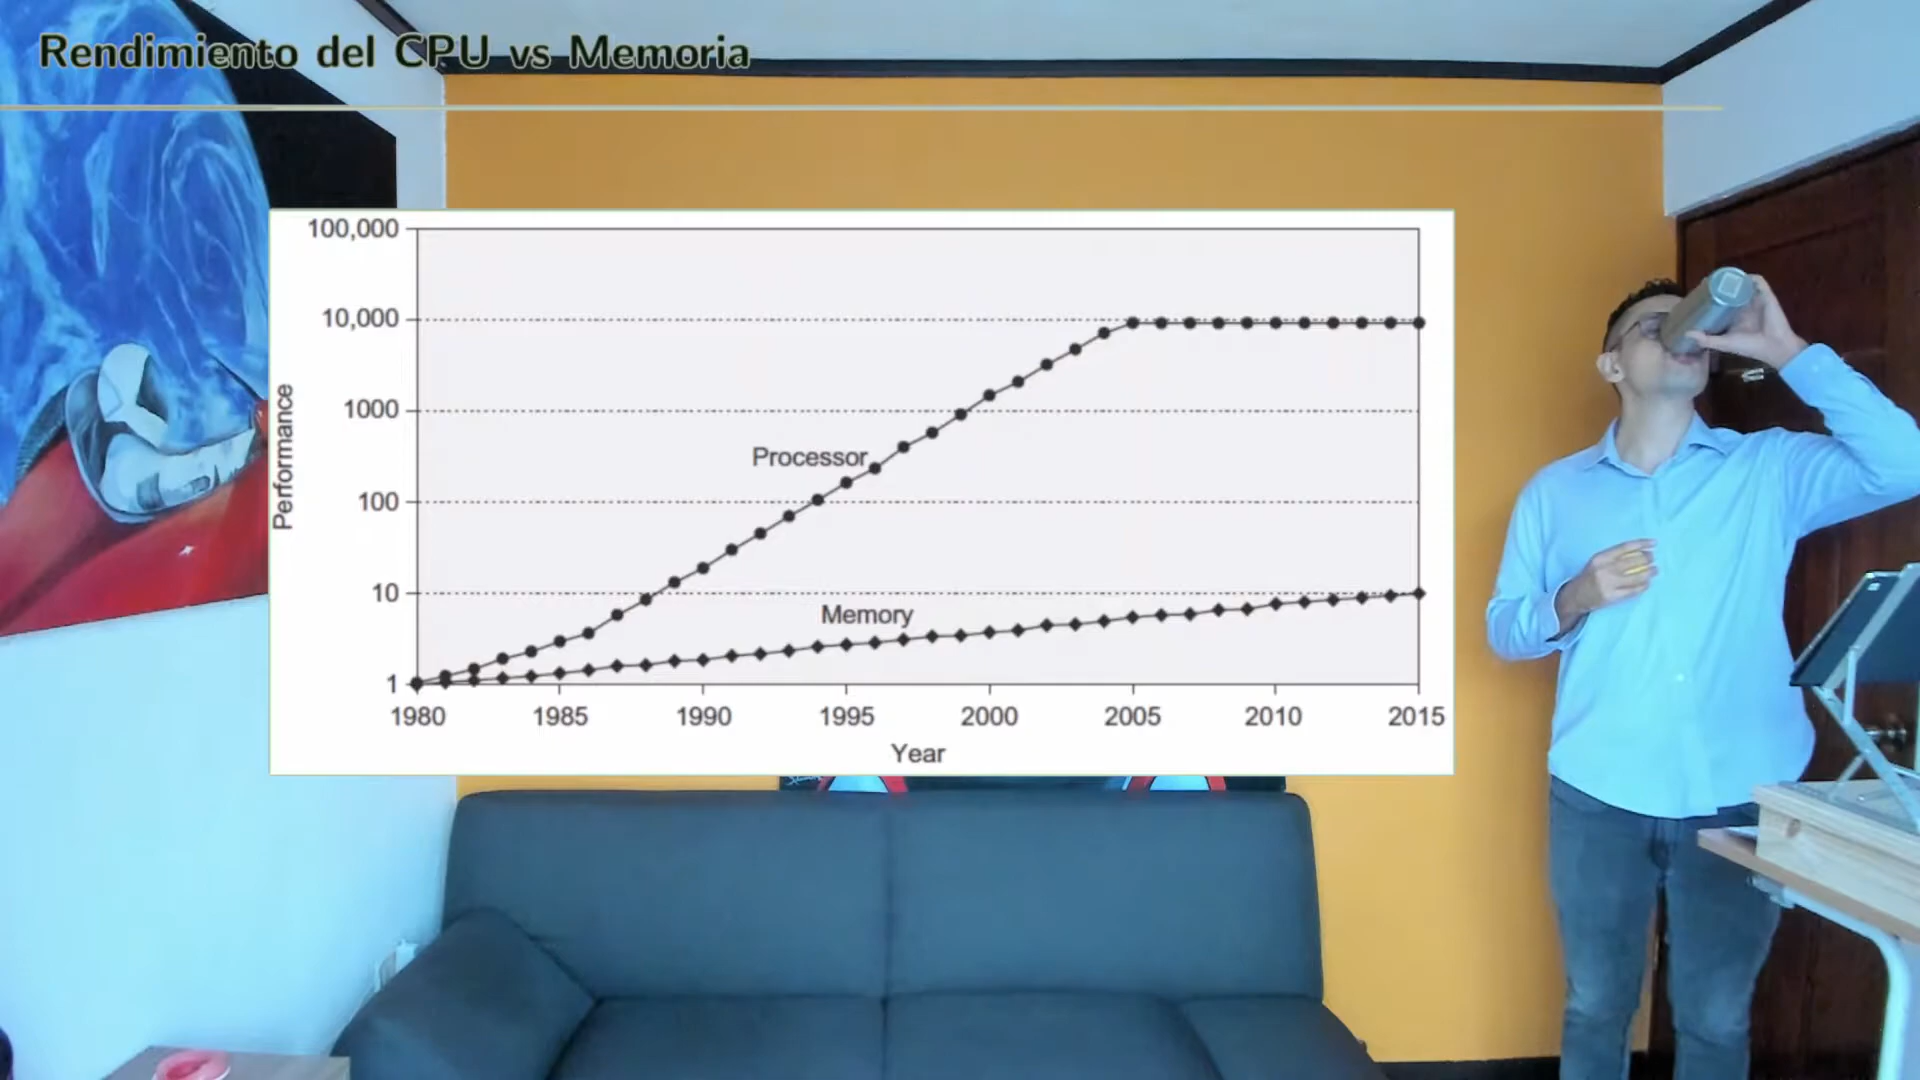 Rendimiento del CPU vs Memoria
100,000
10,000
1000
100
10
1
Performance
Processor
Memory
1980 1985 1990 1995 2000 2005 2010 2015
Year